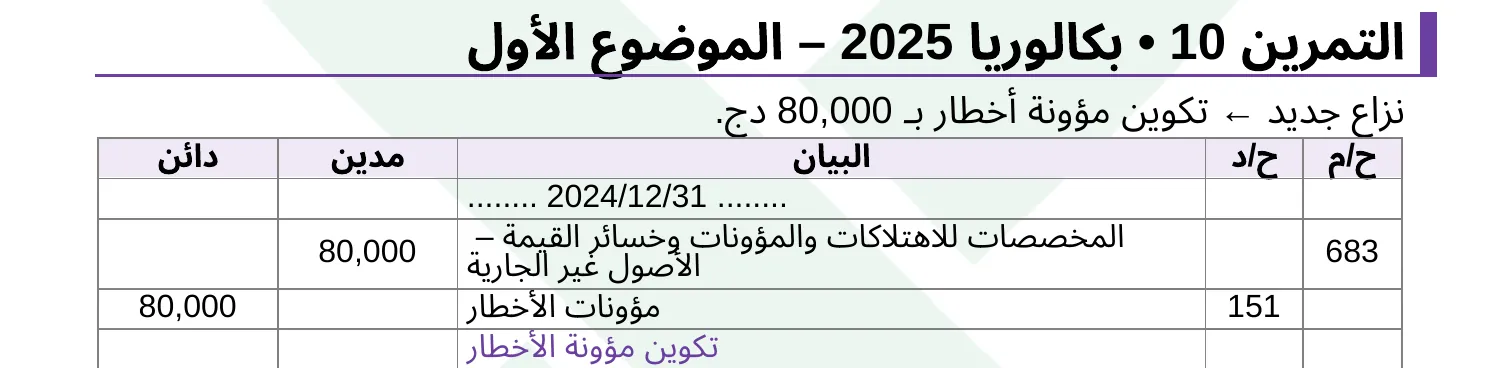 التمرين 10 • بكالوريا 2025 – الموضوع الأول
نزاع جديد ← تكوين مؤونة أخطار بـ 80,000 دج.
ح/م ح/د البيان مدين دائن
........ 2024/12/31 ........
683 المخصصات للاهتلاكات والمؤونات وخسائر القيمة – 80,000
الأصول غير الجارية
151 مؤونات الأخطار 80,000
تكوين مؤونة الأخطار